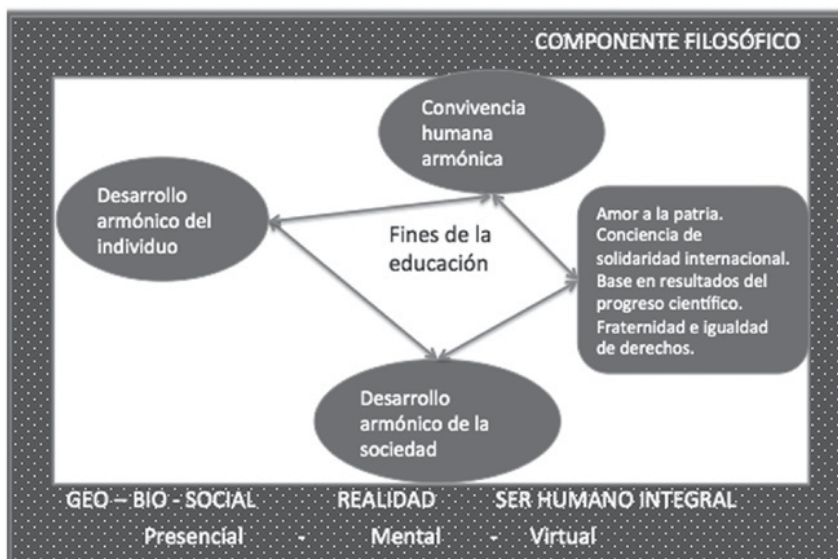 COMPONENTE FILOSÓFICO
Convivencia
humana
armónica
Desarrollo
armónico del
individuo
Fines de la
educación
Amor a la patria.
Conciencia de
solidaridad internacional.
Base en resultados del
progreso científico.
Fraternidad e igualdad
de derechos.
Desarrollo
armónico de la
sociedad
GEO – BIO - SOCIAL REALIDAD SER HUMANO INTEGRAL
Presencial - Mental - Virtual